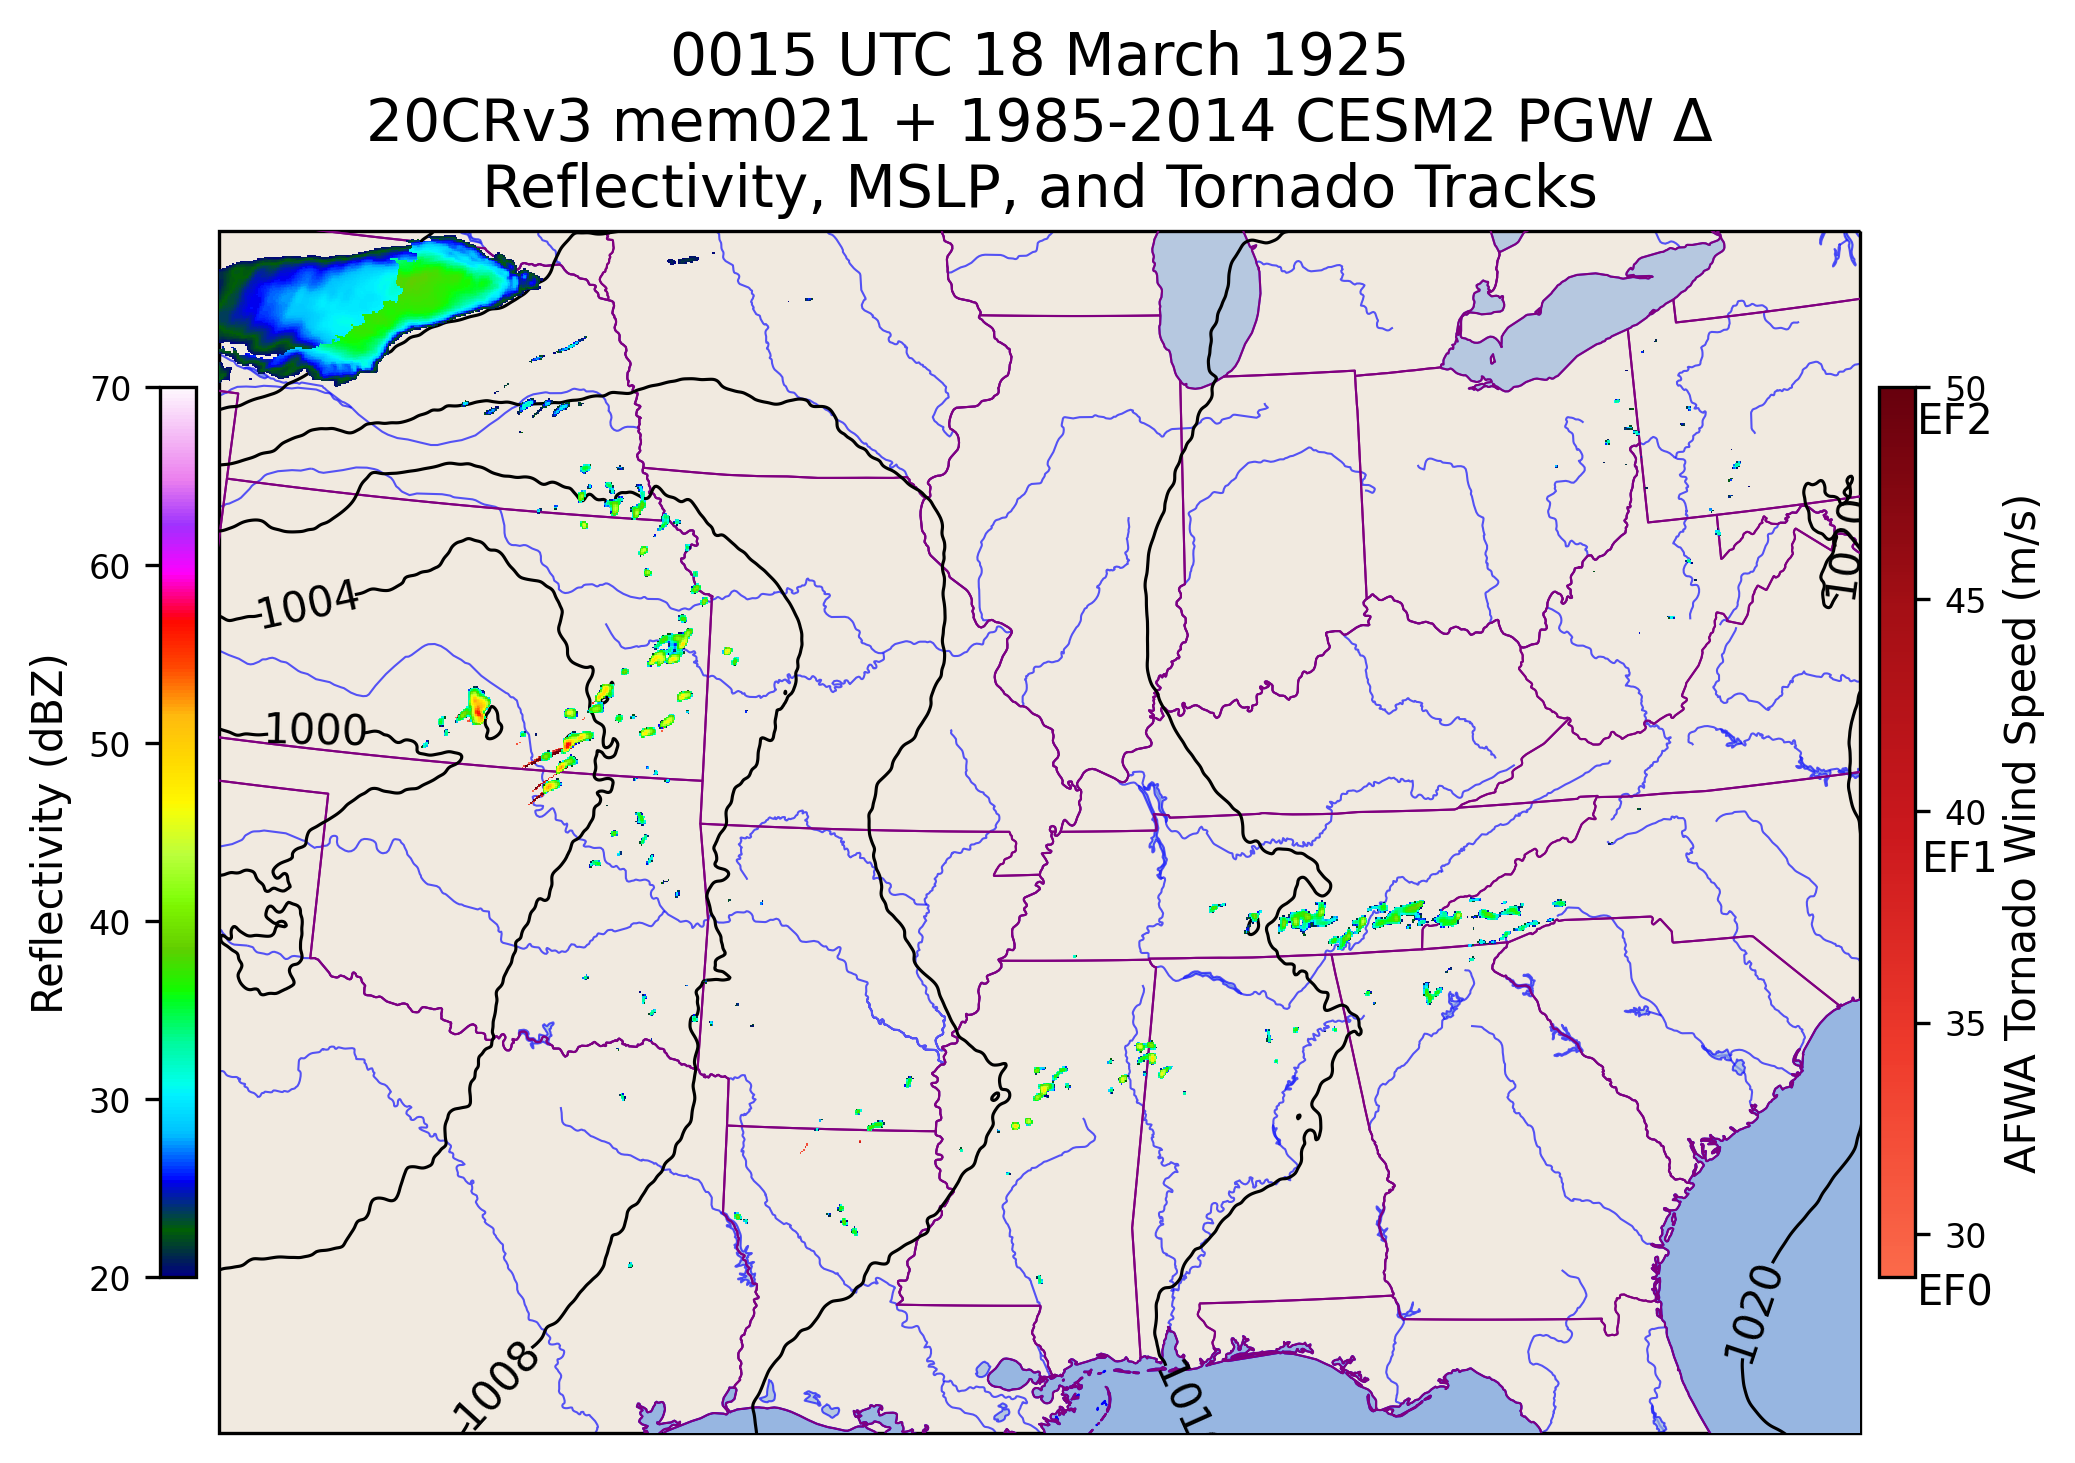 0015 UTC 18 March 1925
20CRv3 mem021 + 1985-2014 CESM2 PGW Δ
Reflectivity, MSLP, and Tornado Tracks
70
60
50
40
30
20
Reflectivity (dBZ)
1004
1000
1008
101
1020
1020
50
EF2
45
40
EF1
35
30
EF0
AFWA Tornado Wind Speed (m/s)